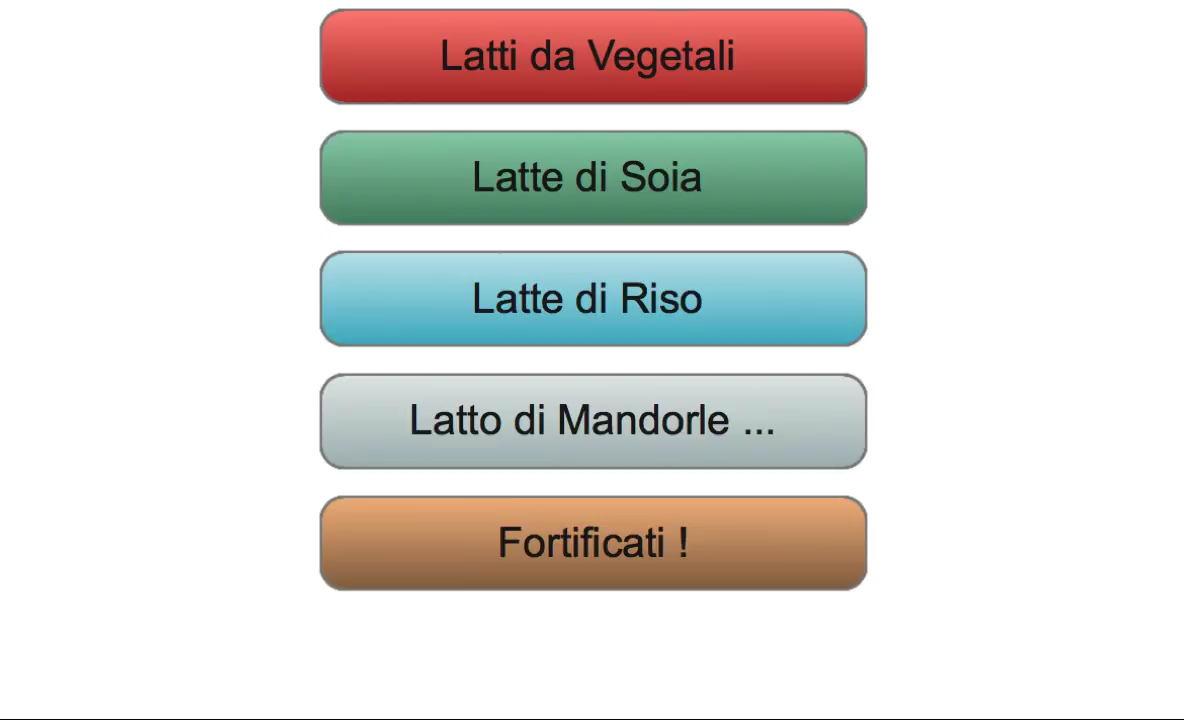 Latti da Vegetali
Latte di Soia
Latte di Riso
Latto di Mandorle ...
Fortificati !